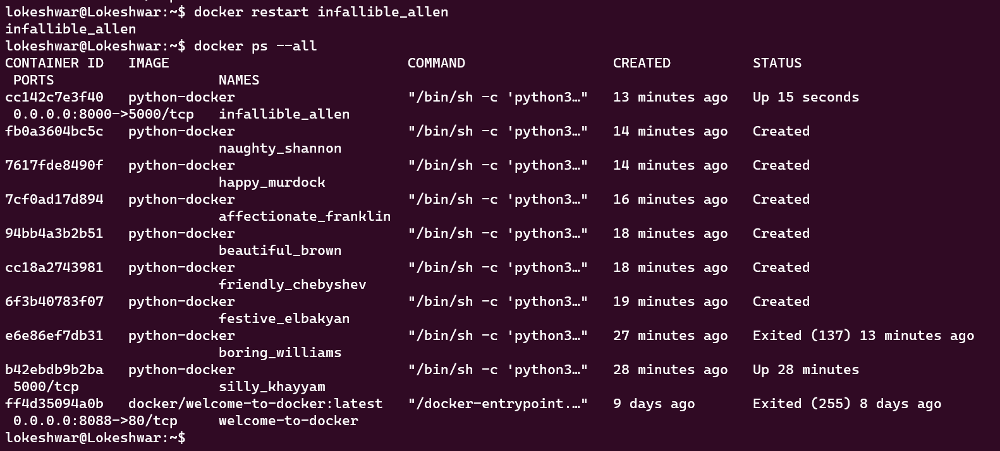 lokeshwar@Lokeshwar:~$ docker restart infallible_allen
infallible_allen
lokeshwar@Lokeshwar:~$ docker ps --all
CONTAINER ID   IMAGE                             COMMAND                  CREATED          STATUS
 PORTS                    NAMES
cc142c7e3f40   python-docker                     "/bin/sh -c 'python3…"   13 minutes ago   Up 15 seconds
 0.0.0.0:8000->5000/tcp   infallible_allen
fb0a3604bc5c   python-docker                     "/bin/sh -c 'python3…"   14 minutes ago   Created
                          naughty_shannon
7617fde8490f   python-docker                     "/bin/sh -c 'python3…"   14 minutes ago   Created
                          happy_murdock
7cf0ad17d894   python-docker                     "/bin/sh -c 'python3…"   16 minutes ago   Created
                          affectionate_franklin
94bb4a3b2b51   python-docker                     "/bin/sh -c 'python3…"   18 minutes ago   Created
                          beautiful_brown
cc18a2743981   python-docker                     "/bin/sh -c 'python3…"   18 minutes ago   Created
                          friendly_chebyshev
6f3b40783f07   python-docker                     "/bin/sh -c 'python3…"   19 minutes ago   Created
                          festive_elbakyan
e6e86ef7db31   python-docker                     "/bin/sh -c 'python3…"   27 minutes ago   Exited (137) 13 minutes ago
                          boring_williams
b42ebdb9b2ba   python-docker                     "/bin/sh -c 'python3…"   28 minutes ago   Up 28 minutes
 5000/tcp                 silly_khayyam
ff4d35094a0b   docker/welcome-to-docker:latest   "/docker-entrypoint.…"   9 days ago       Exited (255) 8 days ago
 0.0.0.0:8088->80/tcp     welcome-to-docker
lokeshwar@Lokeshwar:~$